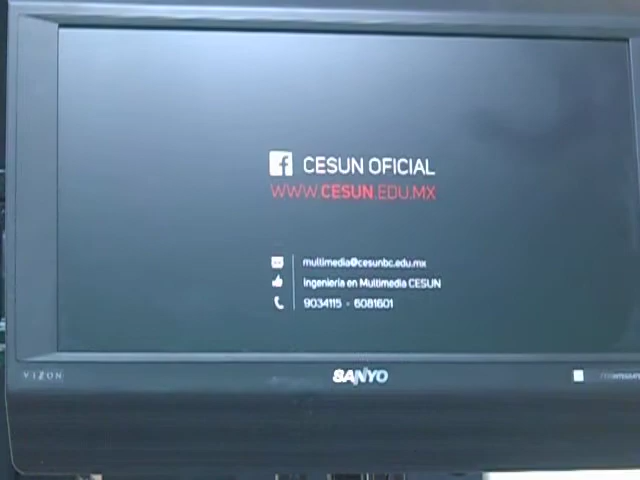 CESUN OFICIAL
WWW.CESUN.EDU.MX
multimedia@cesunbc.edu.mx
Ingeniería en Multimedia CESUN
9034115 - 6081601
VIZON
SANYO